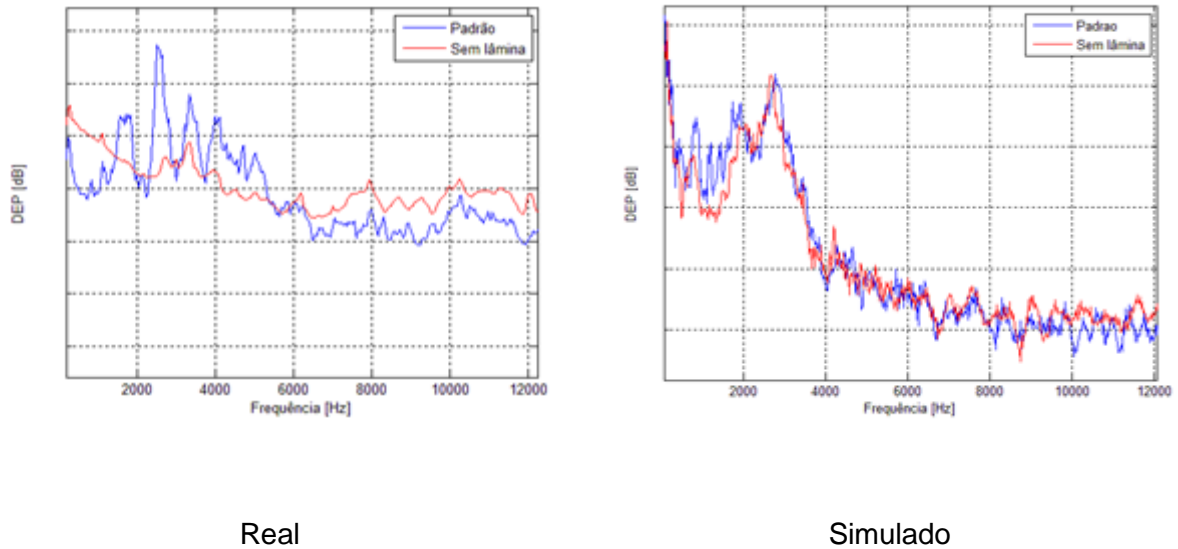 Padrão
Sem lâmina
DEP [dB]
2000 4000 6000 8000 10000 12000
Frequência [Hz]
Padrao
Sem lâmina
DEP [dB]
2000 4000 6000 8000 10000 12000
Frequência [Hz]
Real
Simulado